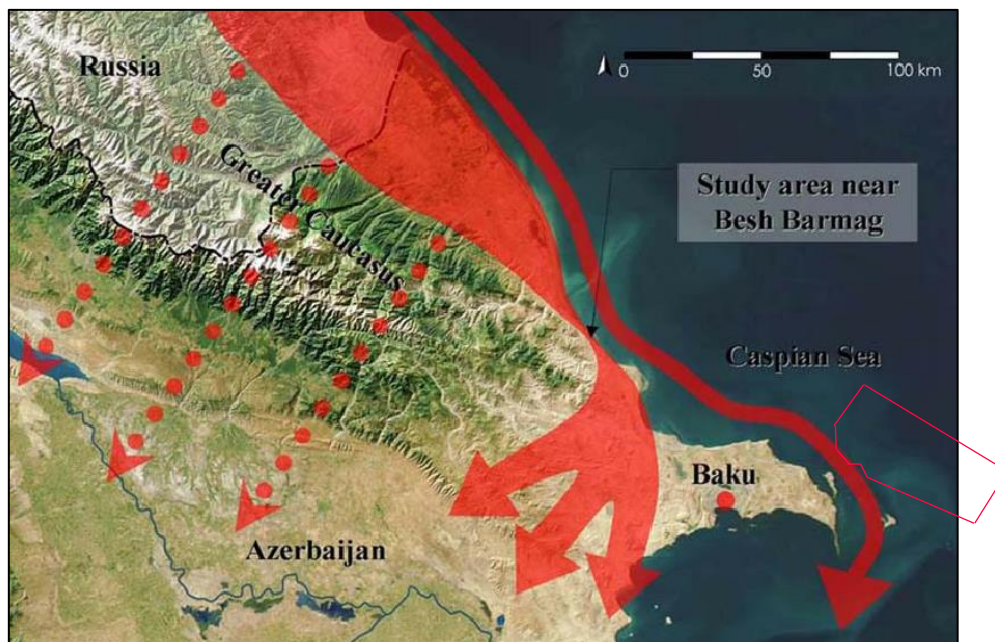 Russia
Greater Caucasus
0 50 100 km
Study area near
Besh Barmag
Caspian Sea
Baku
Azerbaijan